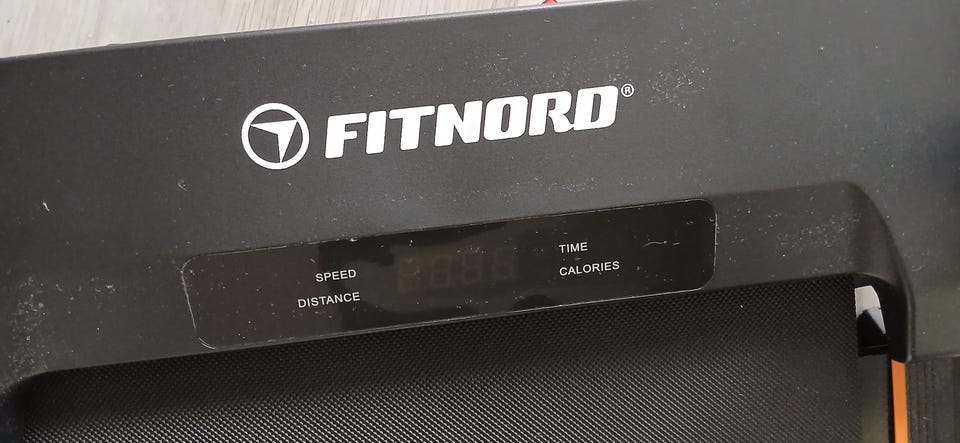 FITNORD®
SPEED
DISTANCE
TIME
CALORIES